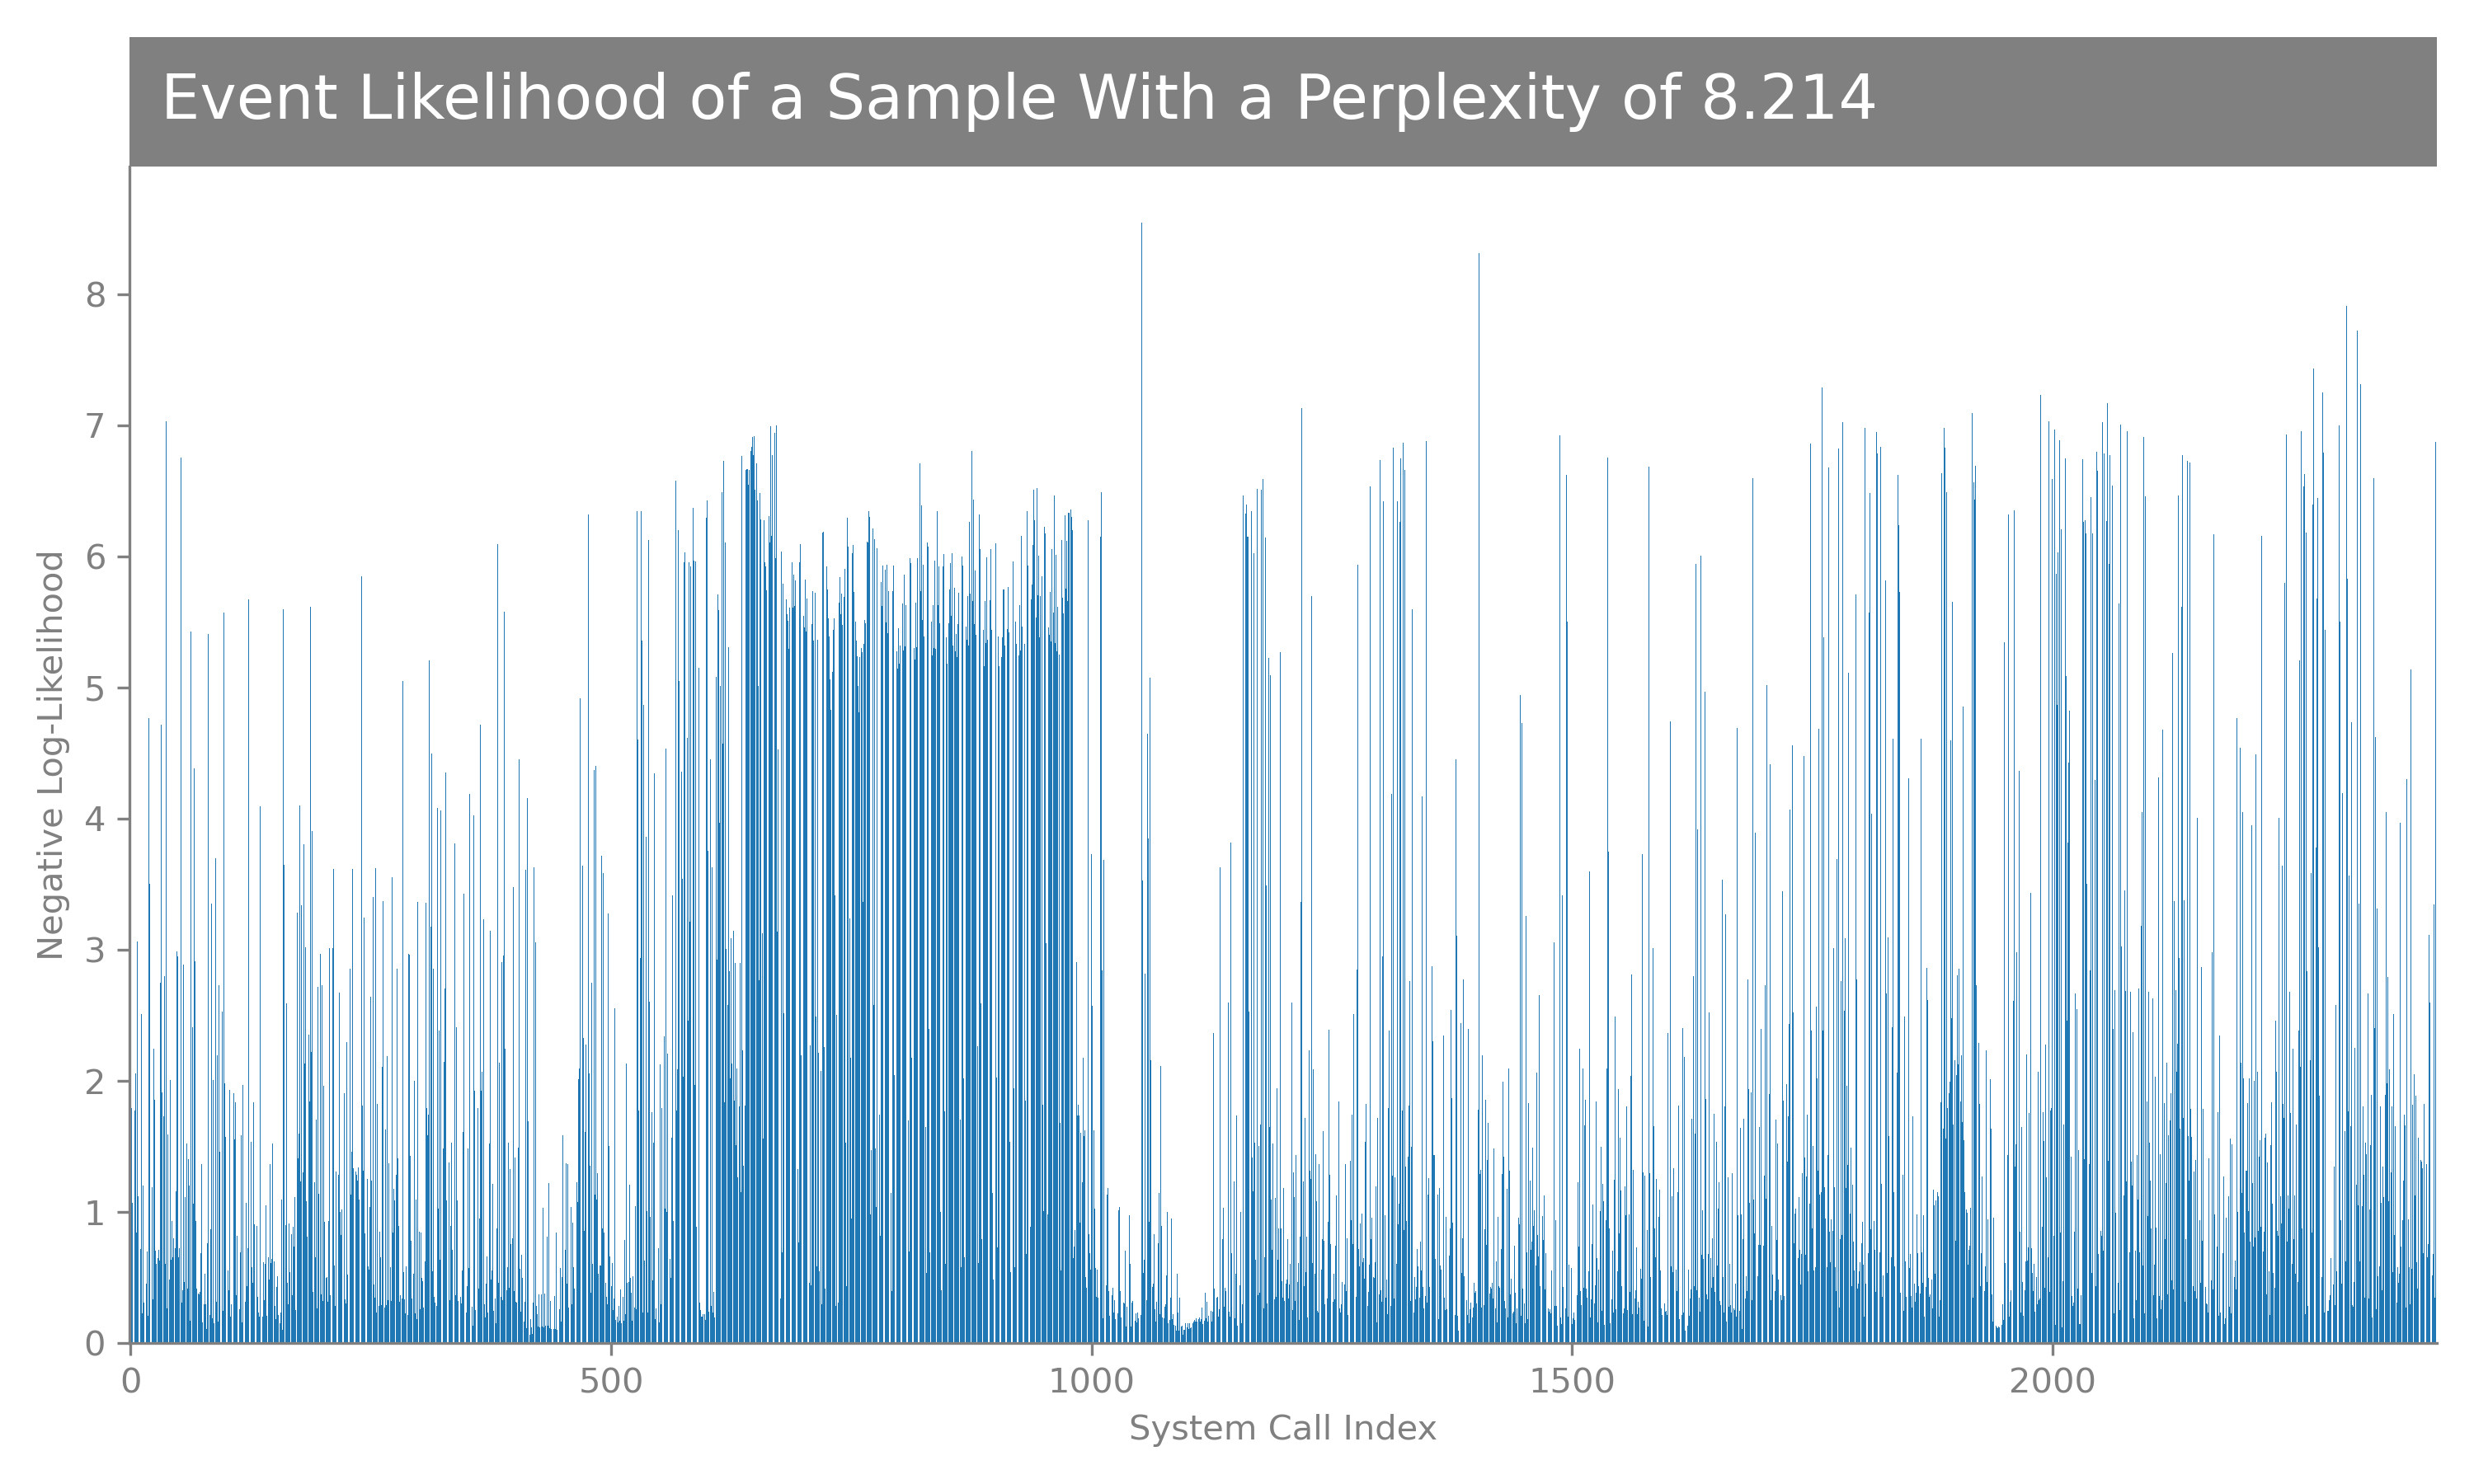 Event Likelihood of a Sample With a Perplexity of 8.214
Negative Log-Likelihood
8
7
6
5
4
3
2
1
0
0 500 1000 1500 2000
System Call Index